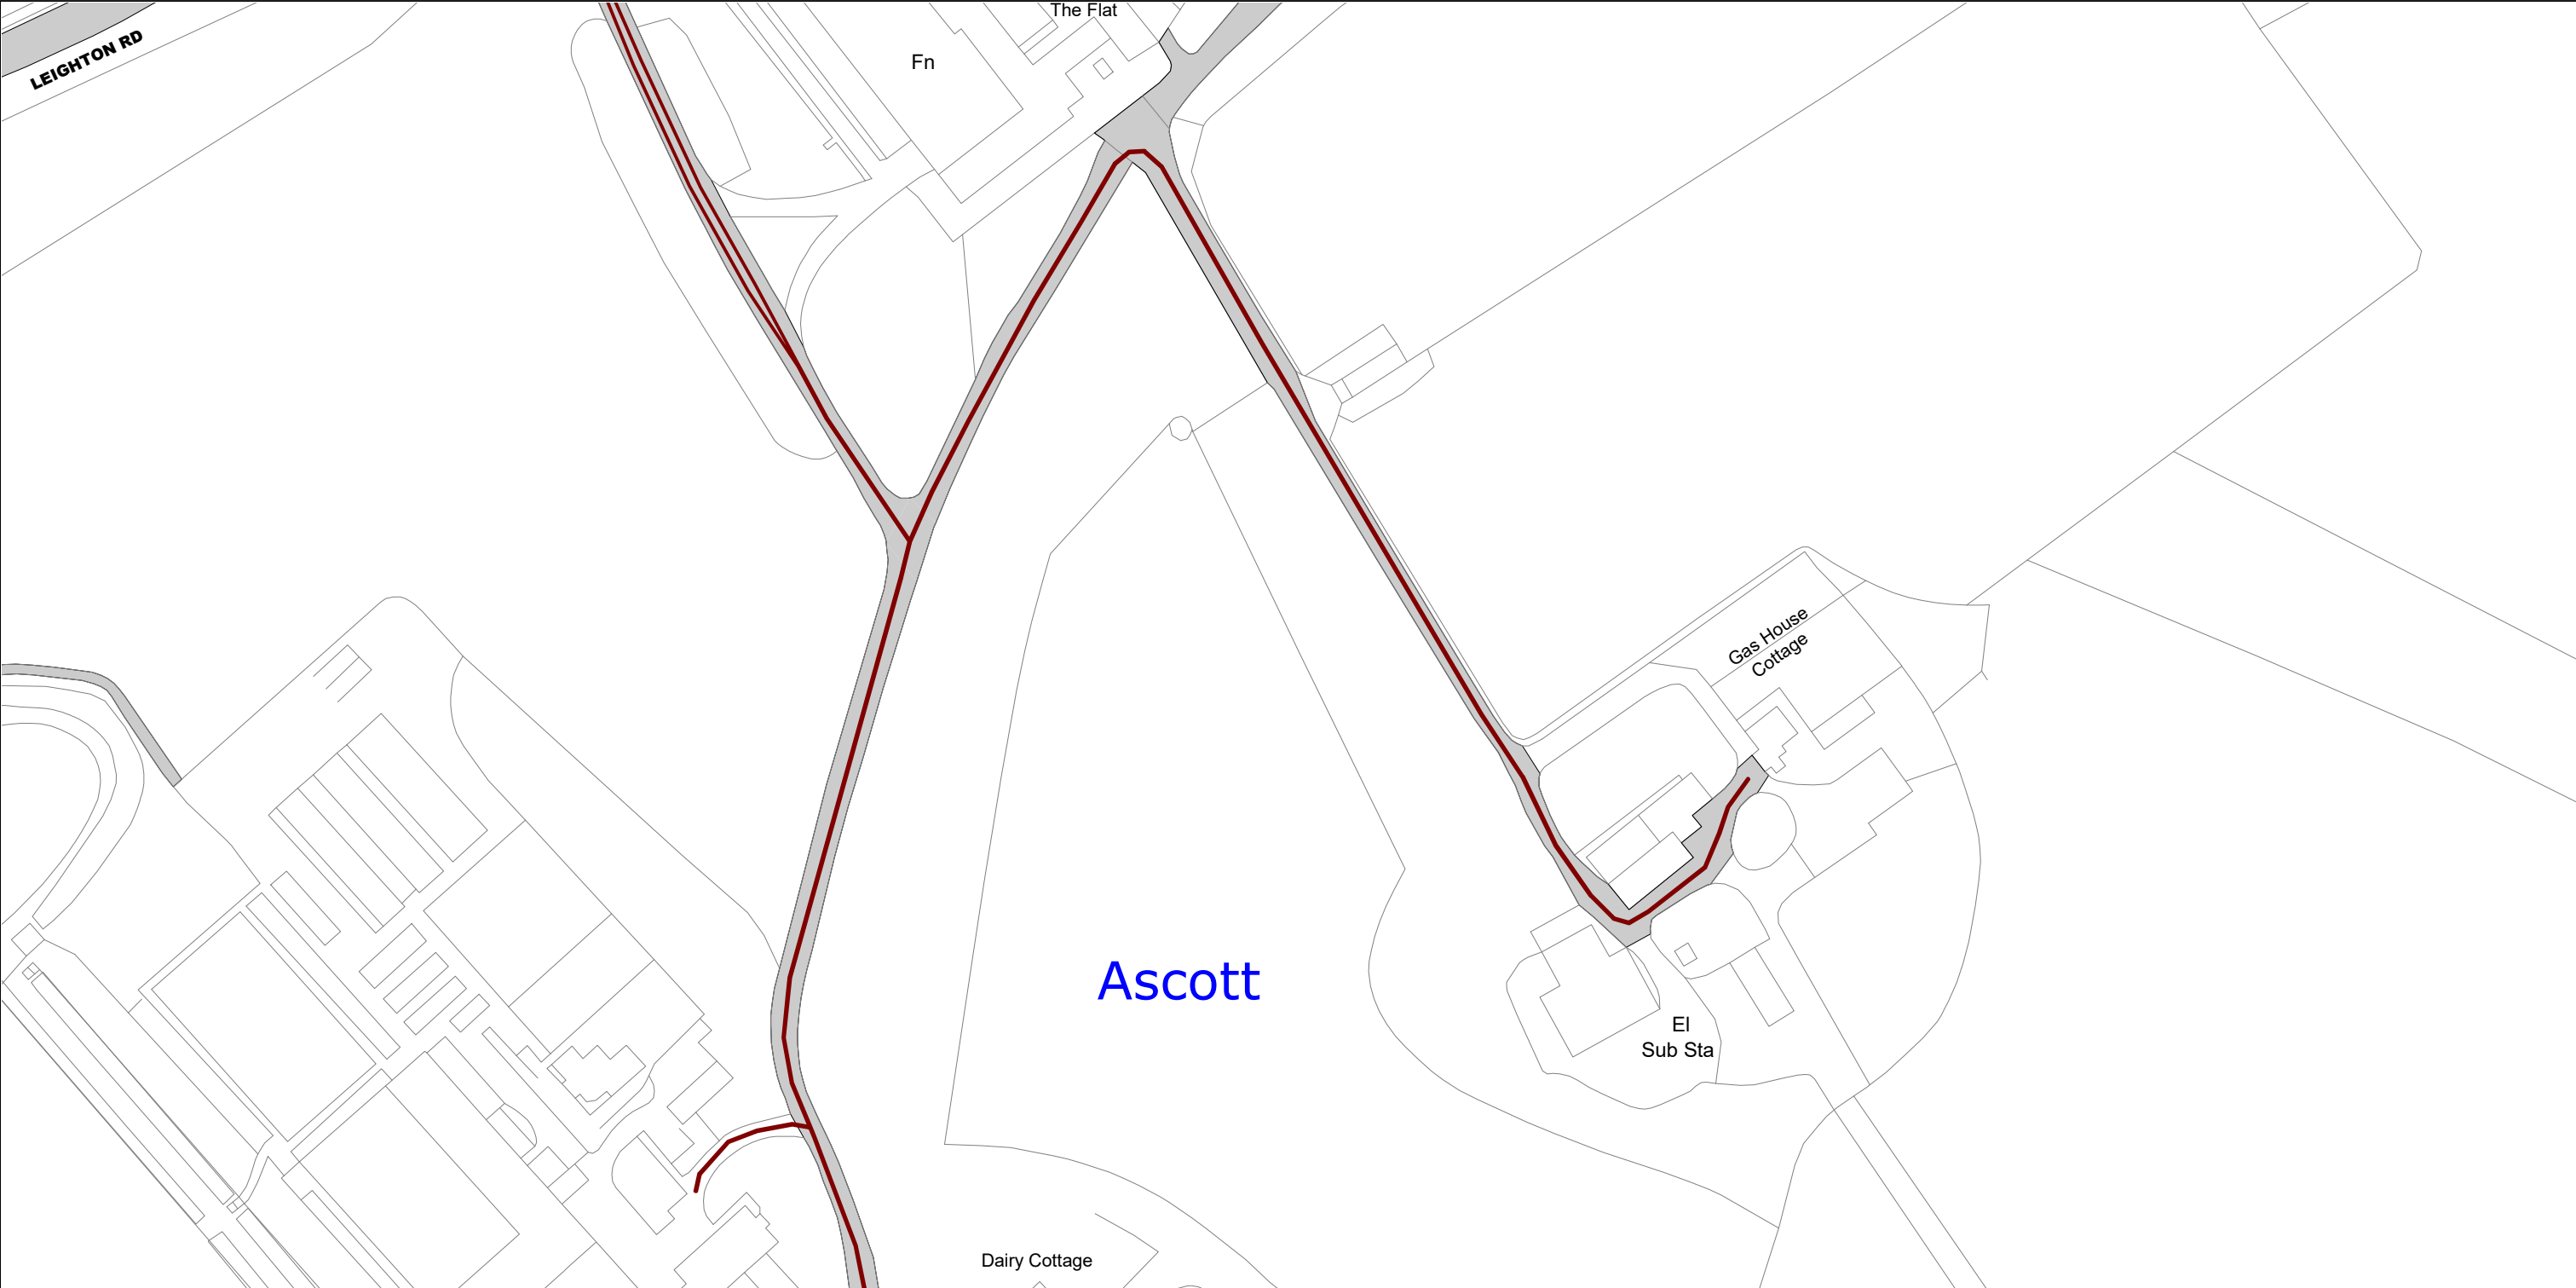 The Flat
LEIGHTON RD
Fn
Gas House
Cottage
Ascott
El
Sub Sta
Dairy Cottage